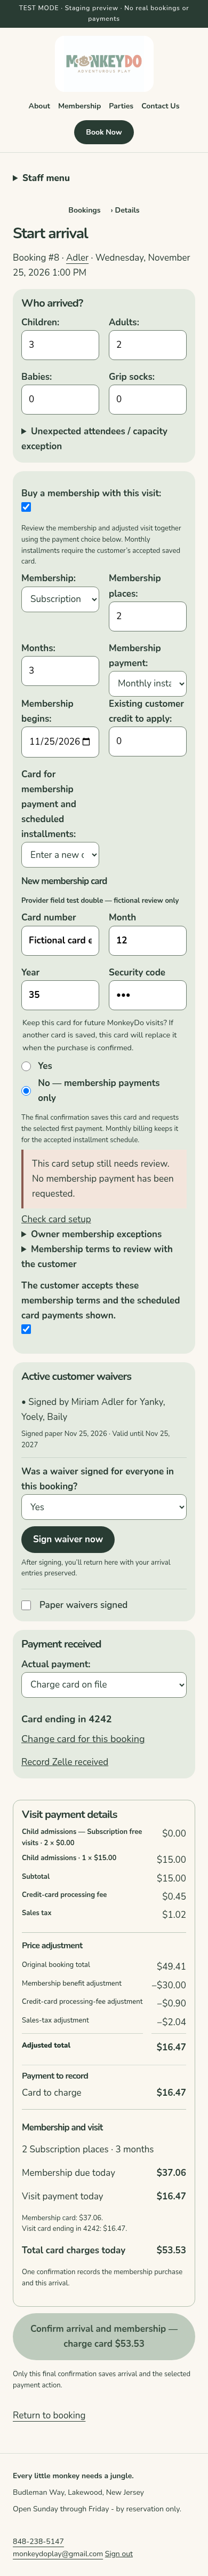 TEST MODE · Staging preview · No real bookings or
payments
MONKEYDO
ADVENTUROUS PLAY
About Membership Parties Contact Us
Book Now
▶ Staff menu
Bookings › Details
Start arrival
Booking #8 · Adler · Wednesday, November
25, 2026 1:00 PM
Who arrived?
Children: Adults:
3 2
Babies: Grip socks:
0 0
▶ Unexpected attendees / capacity
exception
Buy a membership with this visit:
Review the membership and adjusted visit together
using the payment choice below. Monthly
installments require the customer's accepted saved
card.
Membership: Membership
places:
Subscription 2
Months: Membership
payment:
3 Monthly insta
Membership
begins:
Existing customer
credit to apply:
11/25/2026 0
Card for
membership
payment and
scheduled
installments:
Enter a new c
New membership card
Provider field test double — fictional review only
Card number Month
Fictional card e 12
Year Security code
35 •••
Keep this card for future MonkeyDo visits? If
another card is saved, this card will replace it
when the purchase is confirmed.
Yes
No — membership payments
only
The final confirmation saves this card and requests
the selected first payment. Monthly billing keeps it
for the accepted installment schedule.
This card setup still needs review.
No membership payment has been
requested.
Check card setup
▶ Owner membership exceptions
▶ Membership terms to review with
the customer
The customer accepts these
membership terms and the scheduled
card payments shown.
Active customer waivers
• Signed by Miriam Adler for Yanky,
Yoely, Baily
Signed paper Nov 25, 2026 · Valid until Nov 25,
2027
Was a waiver signed for everyone in
this booking?
Yes
Sign waiver now
After signing, you'll return here with your arrival
entries preserved.
Paper waivers signed
Payment received
Actual payment:
Charge card on file
Card ending in 4242
Change card for this booking
Record Zelle received
Visit payment details
Child admissions — Subscription free
visits · 2 × $0.00 $0.00
Child admissions · 1 × $15.00 $15.00
Subtotal $15.00
Credit-card processing fee $0.45
Sales tax $1.02
Price adjustment
Original booking total $49.41
Membership benefit adjustment −$30.00
Credit-card processing-fee adjustment −$0.90
Sales-tax adjustment −$2.04
Adjusted total $16.47
Payment to record
Card to charge $16.47
Membership and visit
2 Subscription places · 3 months
Membership due today $37.06
Visit payment today $16.47
Membership card: $37.06.
Visit card ending in 4242: $16.47.
Total card charges today $53.53
One confirmation records the membership purchase
and this arrival.
Confirm arrival and membership —
charge card $53.53
Only this final confirmation saves arrival and the selected
payment action.
Return to booking
Every little monkey needs a jungle.
Budleman Way, Lakewood, New Jersey
Open Sunday through Friday - by reservation only.
848-238-5147
monkeydoplay@gmail.com Sign out